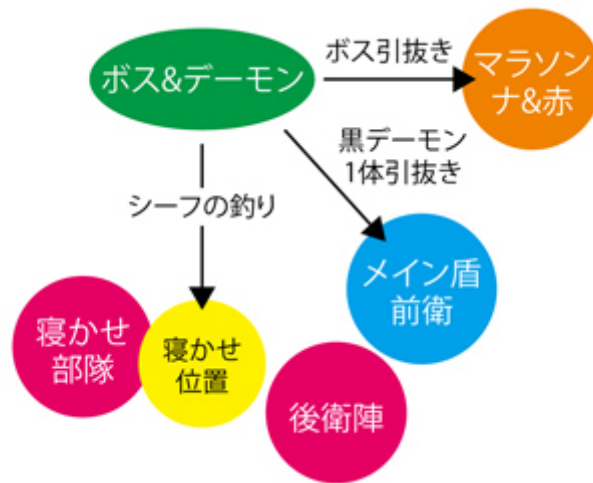 ボス&デーモン
ボス引抜き
マラソン
ナ&赤
黒デーモン
1体引抜き
シーフの釣り
メイン盾
前衛
寝かせ
部隊
寝かせ
位置
後衛陣